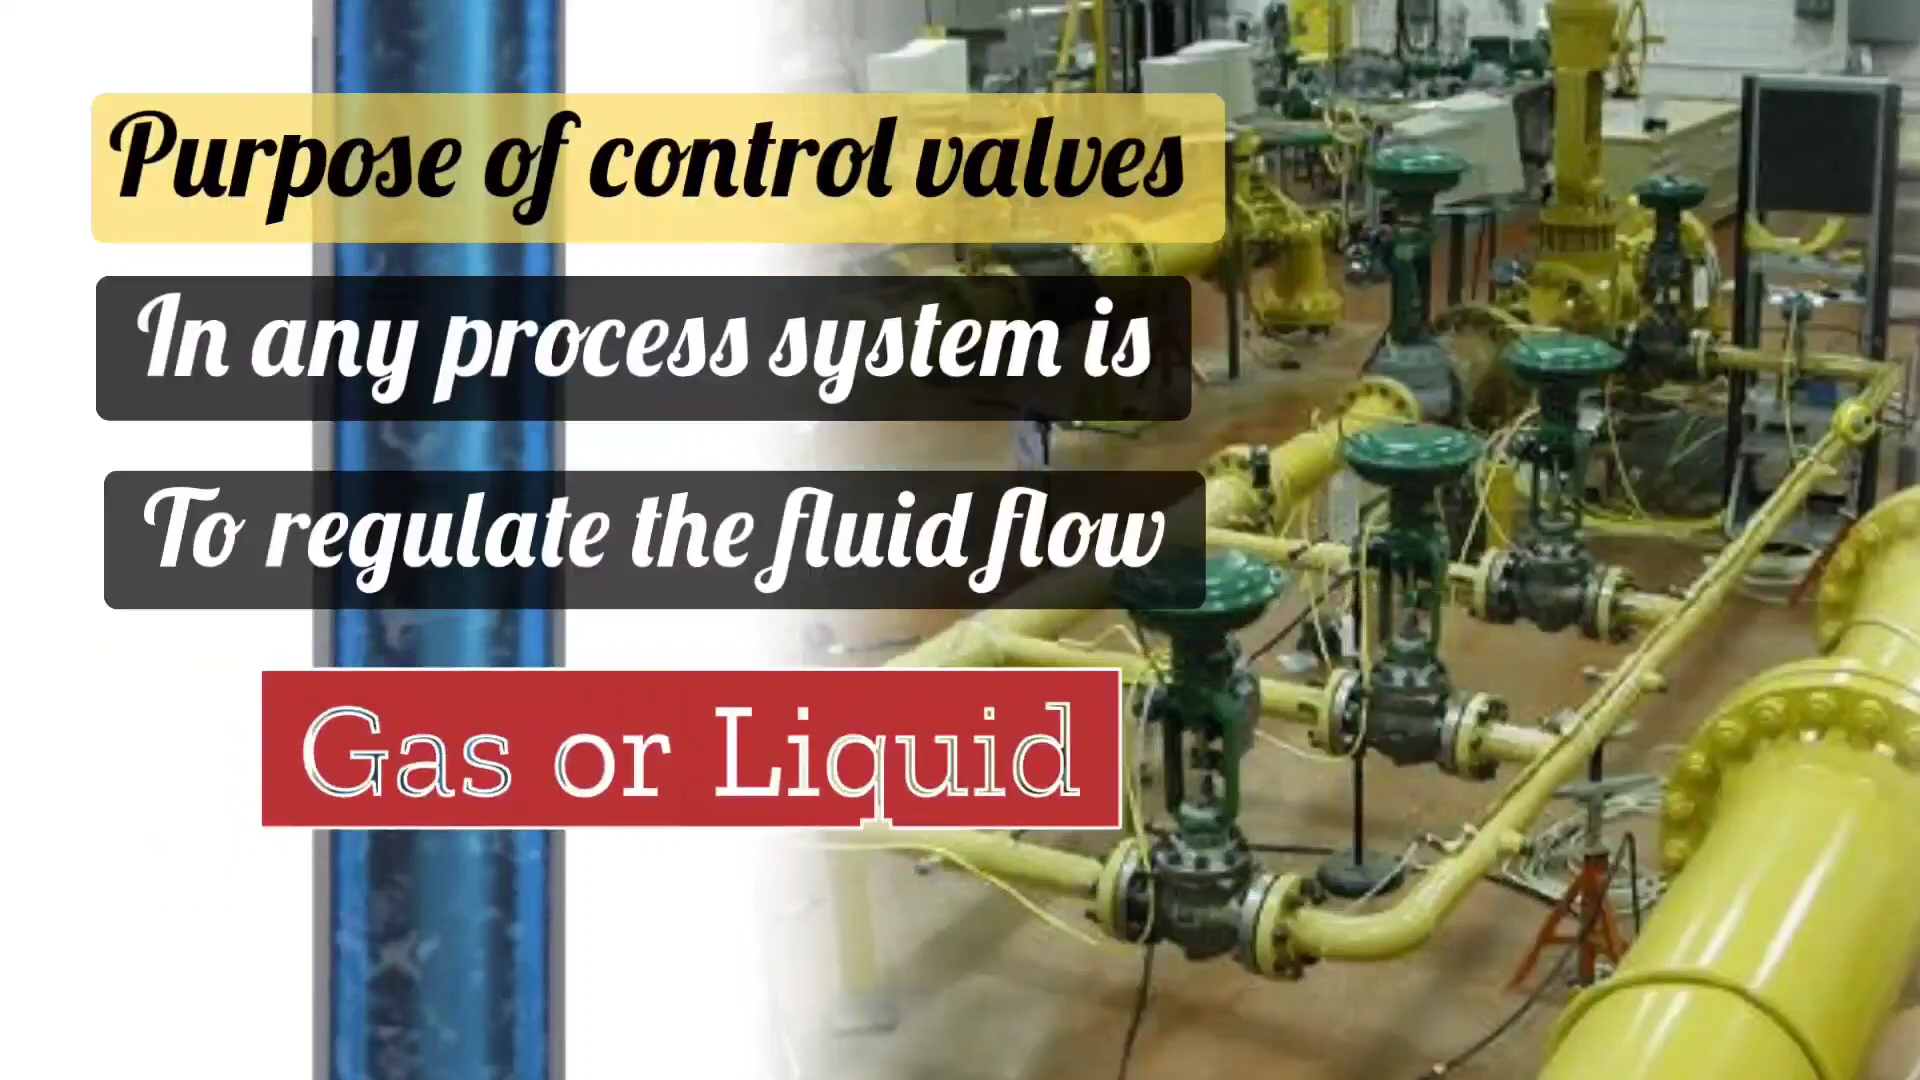 Purpose of control valves
In any process system is
To regulate the fluid flow
Gas or Liquid